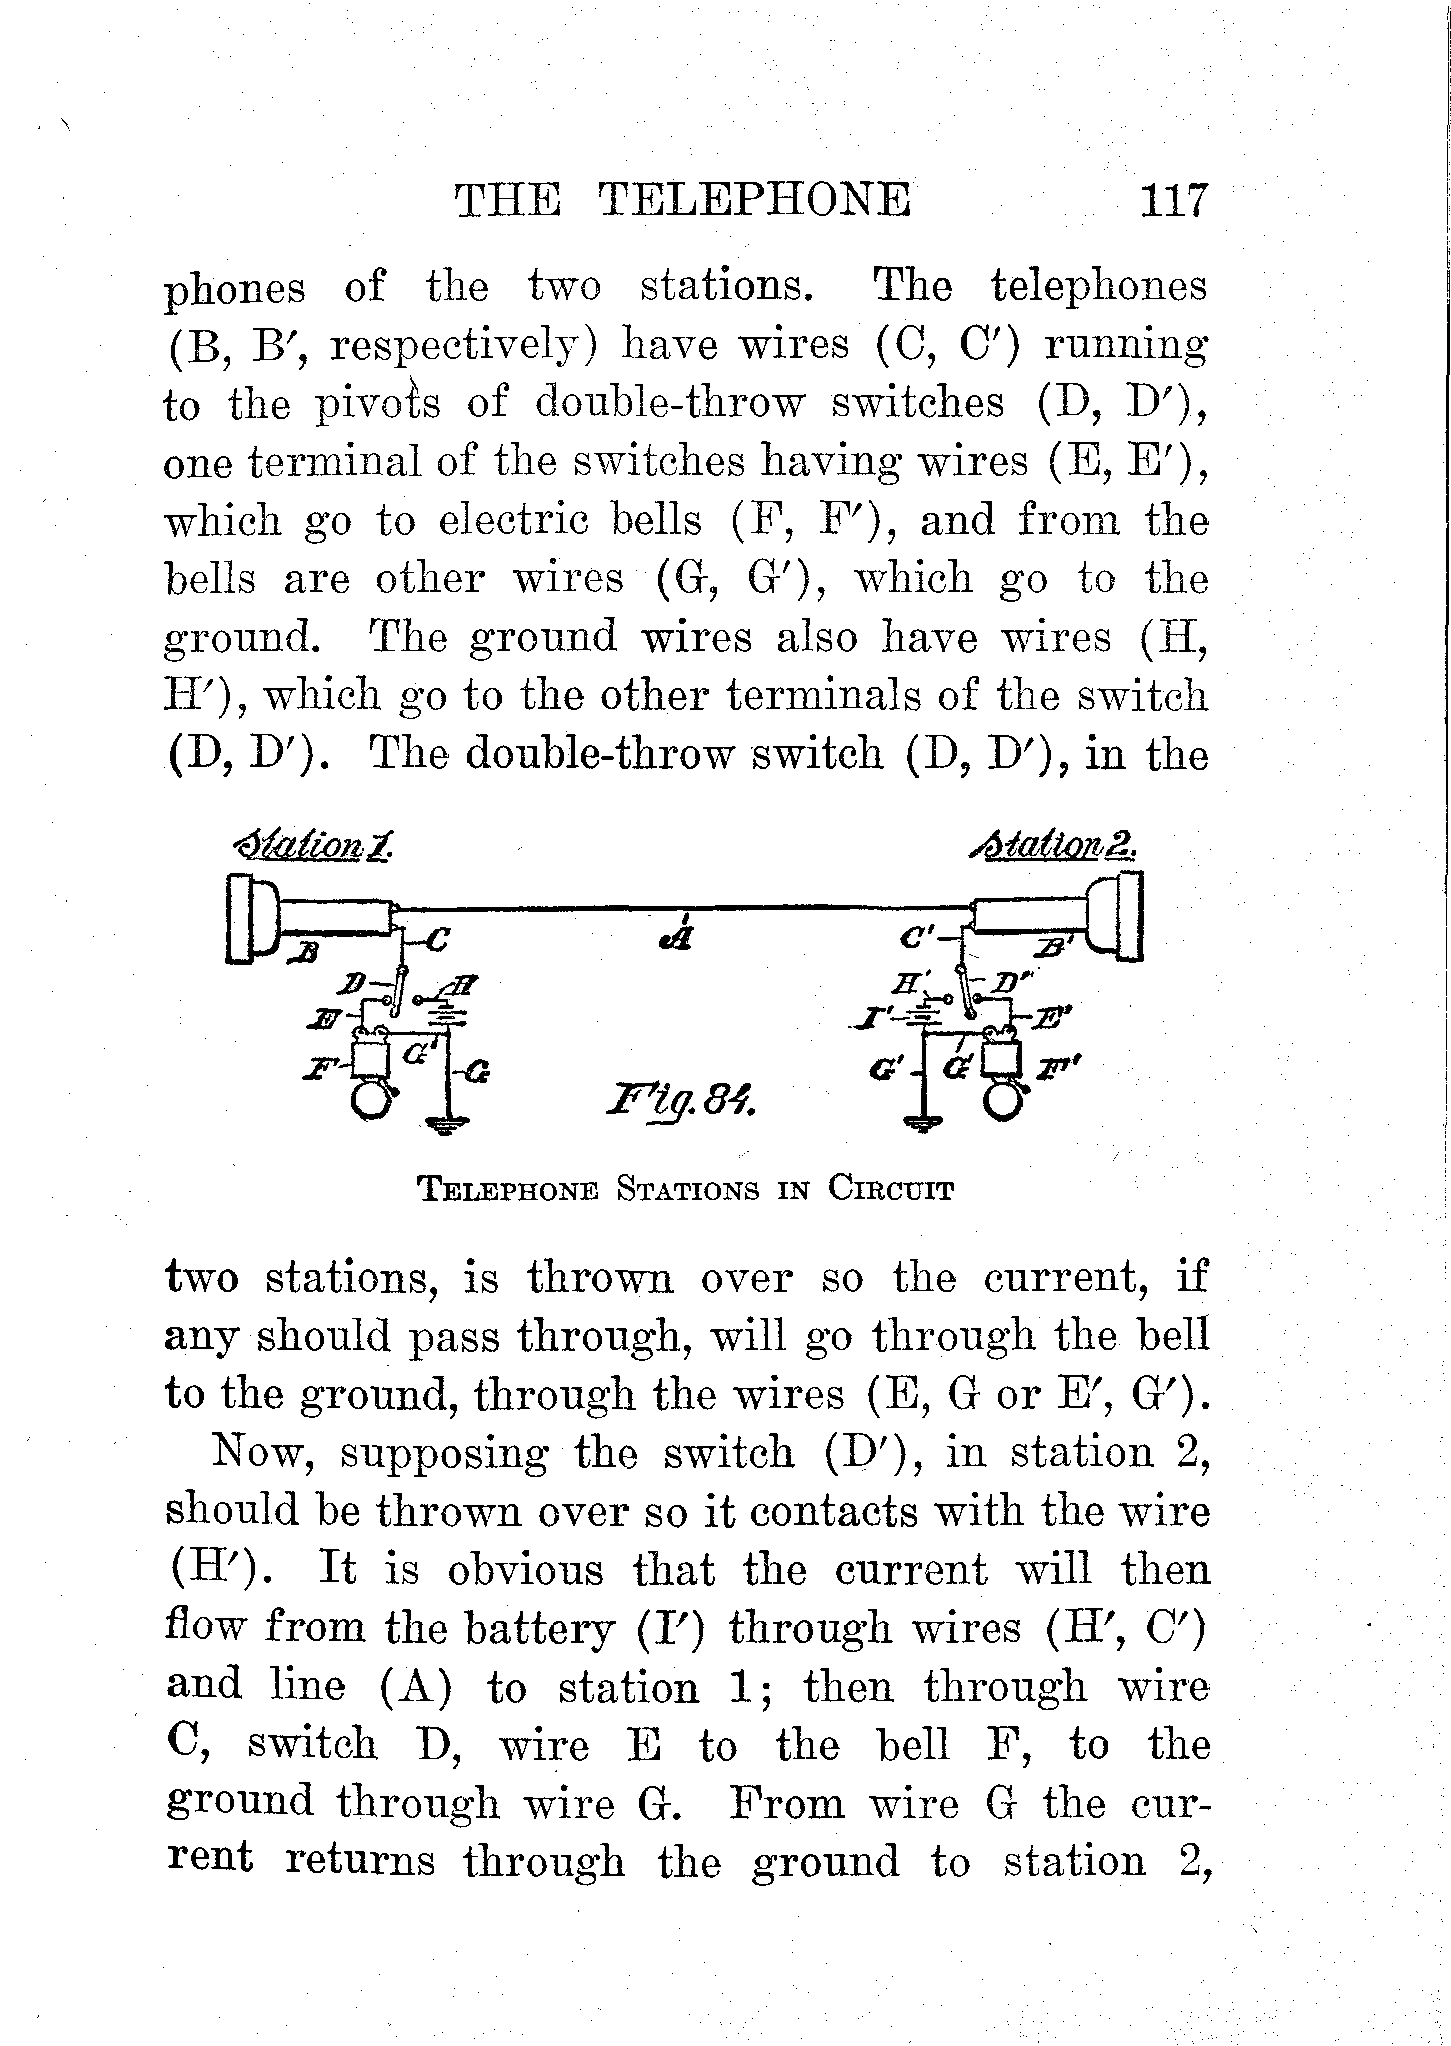 THE TELEPHONE 117
phones of the two stations. The telephones
(B, B′, respectively) have wires (C, C′) running
to the pivots of double-throw switches (D, D′),
one terminal of the switches having wires (E, E′),
which go to electric bells (F, F′), and from the
bells are other wires (G, G′), which go to the
ground. The ground wires also have wires (H,
H′), which go to the other terminals of the switch
(D, D′). The double-throw switch (D, D′), in the
Station 1.
Station 2.
B
C
A
C'
B'
D
H
H'
D'
E
I'
E'
F
G'
G
G'
G'
F'
Fig. 84.
TELEPHONE STATIONS IN CIRCUIT
two stations, is thrown over so the current, if
any should pass through, will go through the bell
to the ground, through the wires (E, G or E′, G′).
Now, supposing the switch (D′), in station 2,
should be thrown over so it contacts with the wire
(H′). It is obvious that the current will then
flow from the battery (I′) through wires (H′, C′)
and line (A) to station 1; then through wire
C, switch D, wire E to the bell F, to the
ground through wire G. From wire G the cur-
rent returns through the ground to station 2,